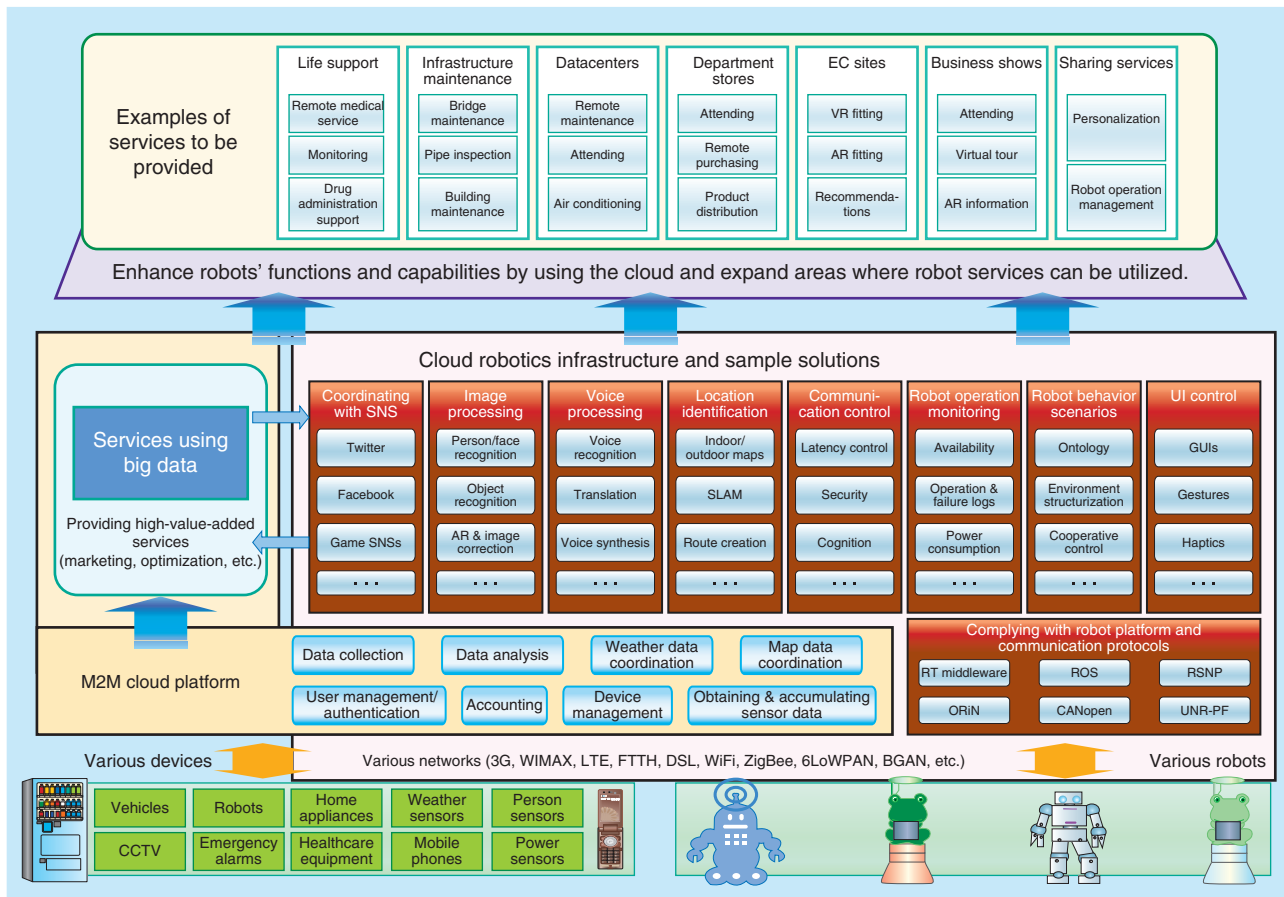 Examples of
services to be
provided
Life support
Remote medical
service
Monitoring
Drug
administration
support
Infrastructure
maintenance
Bridge
maintenance
Pipe inspection
Building
maintenance
Datacenters
Remote
maintenance
Attending
Air conditioning
Department
stores
Attending
Remote
purchasing
Product
distribution
EC sites
VR fitting
AR fitting
Recommenda-
tions
Business shows
Attending
Virtual tour
AR information
Sharing services
Personalization
Robot operation
management
Enhance robots' functions and capabilities by using the cloud and expand areas where robot services can be utilized.
Services using
big data
Providing high-value-added
services
(marketing, optimization, etc.)
Cloud robotics infrastructure and sample solutions
Coordinating
with SNS
Twitter
Facebook
Game SNSs
...
Image
processing
Person/face
recognition
Object
recognition
AR & image
correction
...
Voice
processing
Voice
recognition
Translation
Voice synthesis
...
Location
identification
Indoor/
outdoor maps
SLAM
Route creation
...
Communi-
cation control
Latency control
Security
Cognition
...
Robot operation
monitoring
Availability
Operation &
failure logs
Power
consumption
...
Robot behavior
scenarios
Ontology
Environment
structurization
Cooperative
control
...
UI control
GUIs
Gestures
Haptics
...
M2M cloud platform
Data collection
Data analysis
Weather data
coordination
Map data
coordination
User management/
authentication
Accounting
Device
management
Obtaining & accumulating
sensor data
Complying with robot platform and
communication protocols
RT middleware
ROS
RSNP
ORiN
CANopen
UNR-PF
Various devices
Various networks (3G, WIMAX, LTE, FTTH, DSL, WiFi, ZigBee, 6LoWPAN, BGAN, etc.)
Various robots
Vehicles
Robots
Home
appliances
Weather
sensors
Person
sensors
CCTV
Emergency
alarms
Healthcare
equipment
Mobile
phones
Power
sensors